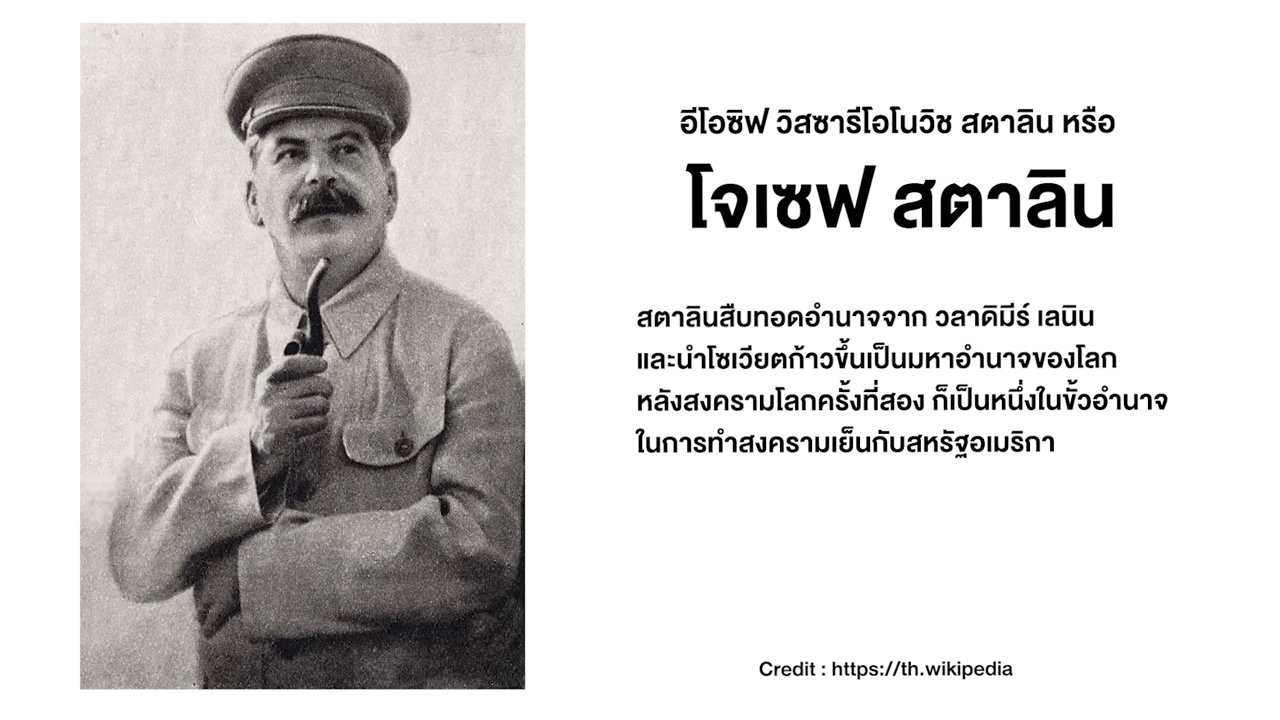 อีโอซิฟ วิสซารีโอโนวิช สตาลิน หรือ
โจเซฟ สตาลิน
สตาลินสืบทอดอำนาจจาก วลาดิมีร์ เลนิน
และนำโซเวียตก้าวขึ้นเป็นมหาอำนาจของโลก
หลังสงครามโลกครั้งที่สอง ก็เป็นหนึ่งในขั้วอำนาจ
ในการทำสงครามเย็นกับสหรัฐอเมริกา
Credit : https://th.wikipedia